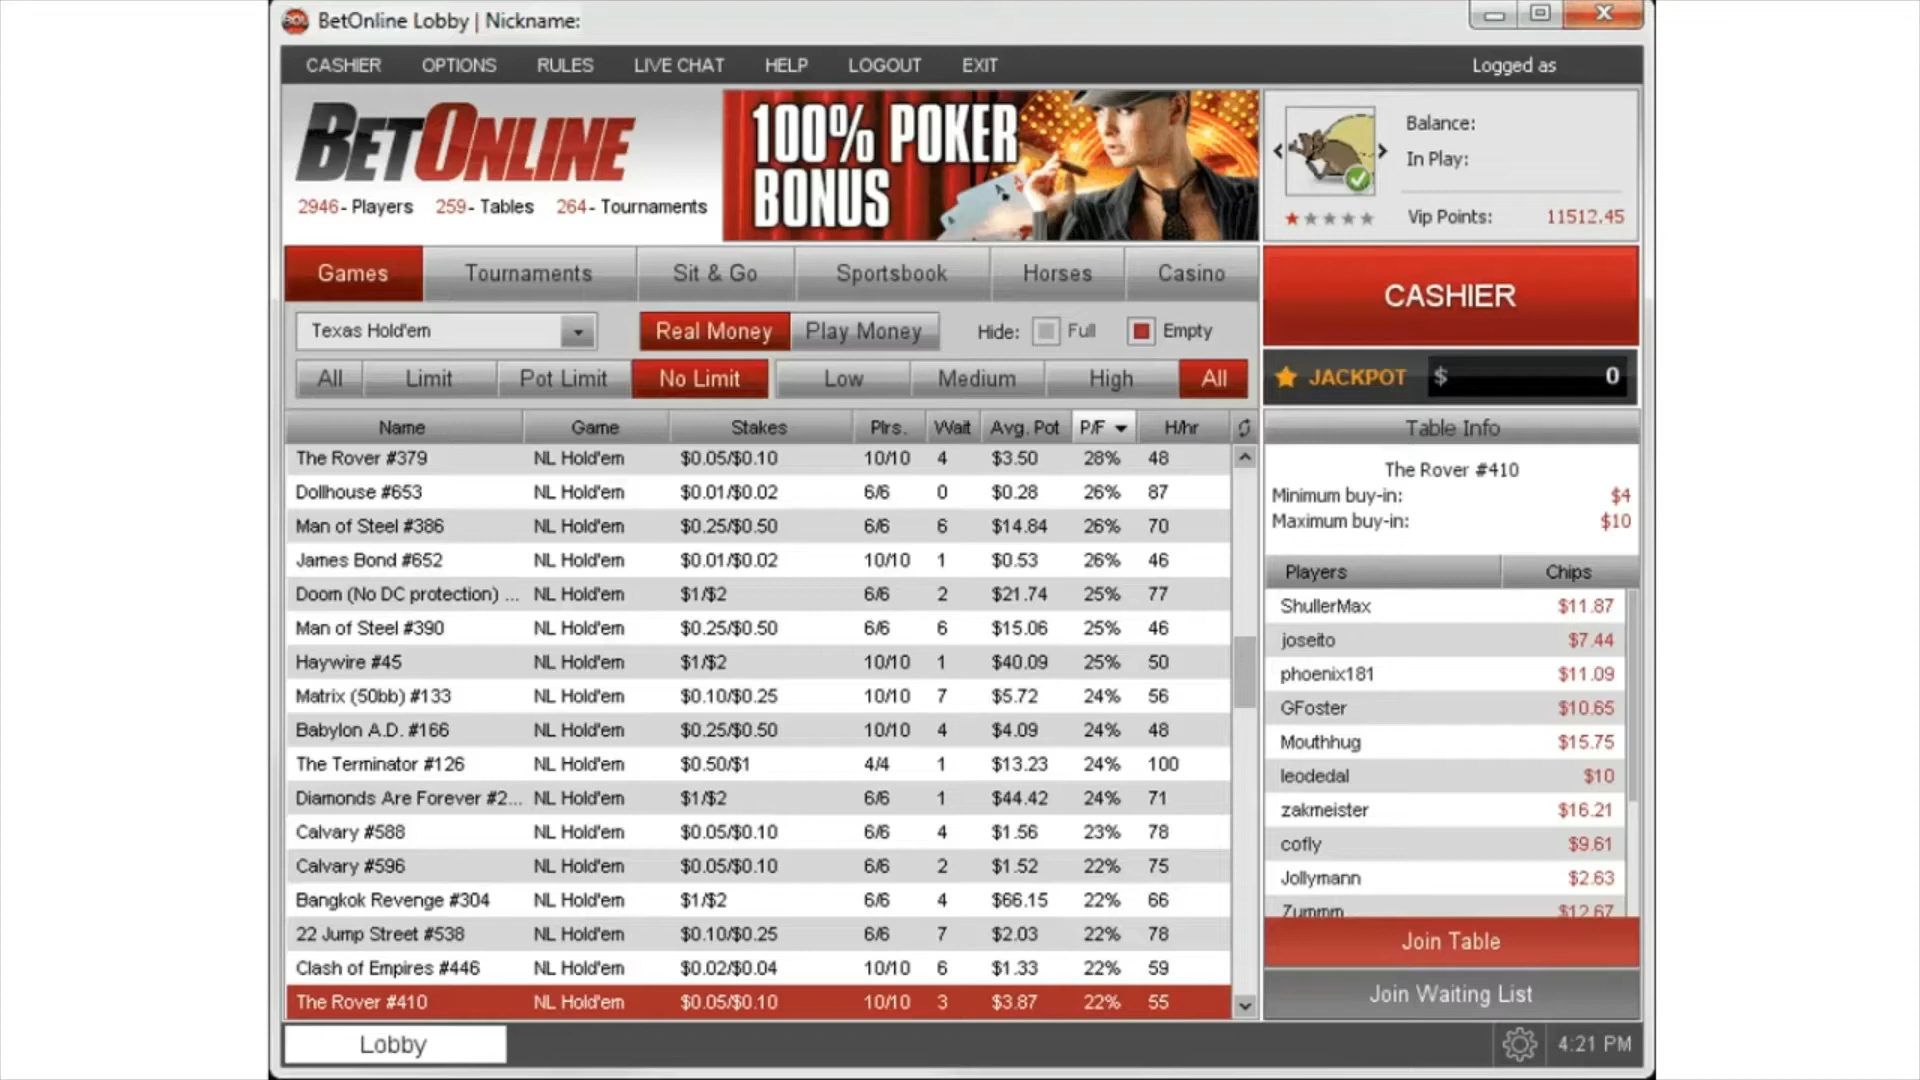 BetOnline Lobby | Nickname:
CASHIER OPTIONS RULES LIVE CHAT HELP LOGOUT EXIT Logged as
BETONLINE
2946- Players 259- Tables 264- Tournaments
100% POKER
BONUS
Balance:
In Play:
Vip Points: 11512.45
Games Tournaments Sit & Go Sportsbook Horses Casino
CASHIER
Texas Hold'em Real Money Play Money Hide: Full Empty
All Limit Pot Limit No Limit Low Medium High All
JACKPOT $ 0
Name Game Stakes Plrs. Wait Avg. Pot P/F H/hr
The Rover #379 NL Hold'em $0.05/$0.10 10/10 4 $3.50 28% 48
Dollhouse #653 NL Hold'em $0.01/$0.02 6/6 0 $0.28 26% 87
Man of Steel #386 NL Hold'em $0.25/$0.50 6/6 6 $14.84 26% 70
James Bond #652 NL Hold'em $0.01/$0.02 10/10 1 $0.53 26% 46
Doom (No DC protection) ... NL Hold'em $1/$2 6/6 2 $21.74 25% 77
Man of Steel #390 NL Hold'em $0.25/$0.50 6/6 6 $15.06 25% 46
Haywire #45 NL Hold'em $1/$2 10/10 1 $40.09 25% 50
Matrix (50bb) #133 NL Hold'em $0.10/$0.25 10/10 7 $5.72 24% 56
Babylon A.D. #166 NL Hold'em $0.25/$0.50 10/10 4 $4.09 24% 48
The Terminator #126 NL Hold'em $0.50/$1 4/4 1 $13.23 24% 100
Diamonds Are Forever #2... NL Hold'em $1/$2 6/6 1 $44.42 24% 71
Calvary #588 NL Hold'em $0.05/$0.10 6/6 4 $1.56 23% 78
Calvary #596 NL Hold'em $0.05/$0.10 6/6 2 $1.52 22% 75
Bangkok Revenge #304 NL Hold'em $1/$2 6/6 4 $66.15 22% 66
22 Jump Street #538 NL Hold'em $0.10/$0.25 6/6 7 $2.03 22% 78
Clash of Empires #446 NL Hold'em $0.02/$0.04 10/10 6 $1.33 22% 59
The Rover #410 NL Hold'em $0.05/$0.10 10/10 3 $3.87 22% 55
Table Info
The Rover #410
Minimum buy-in: $4
Maximum buy-in: $10
Players Chips
ShullerMax $11.87
joseito $7.44
phoenix181 $11.09
GFoster $10.65
Mouthhug $15.75
leodedal $10
zakmeister $16.21
cofly $9.61
Jollymann $2.63
Zummm $12.67
Join Table
Join Waiting List
Lobby 4:21 PM